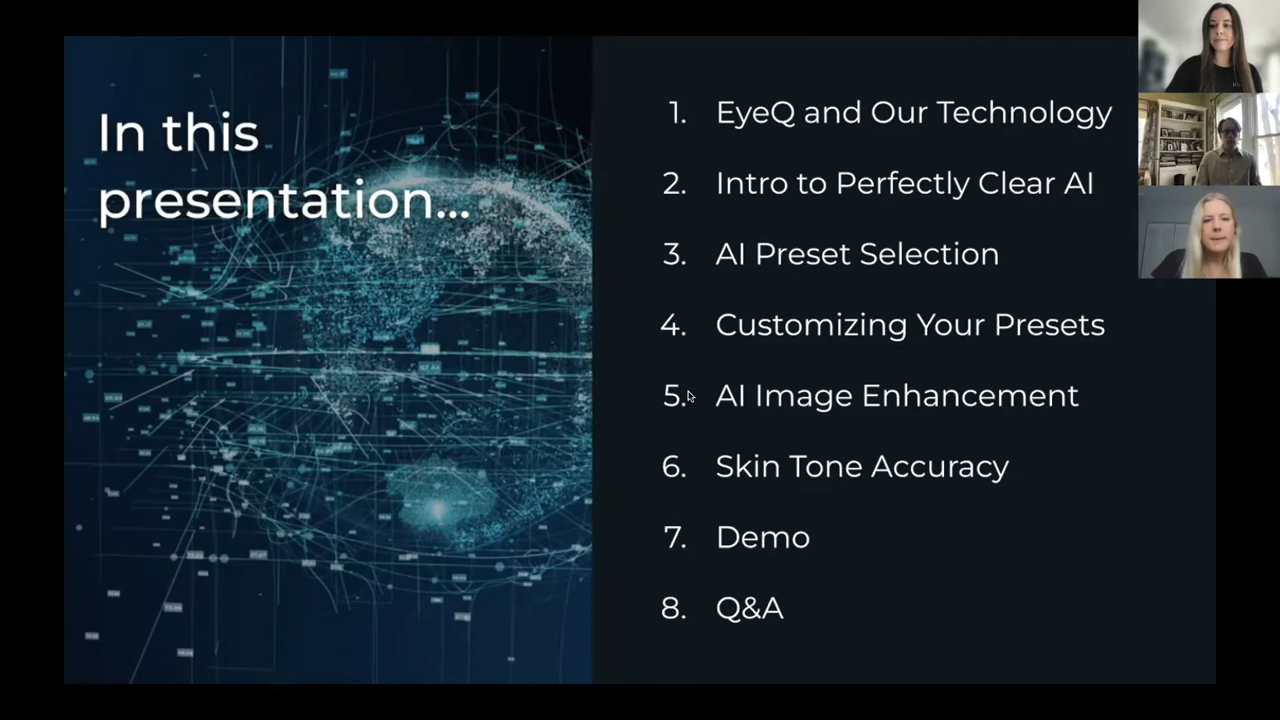 In this
presentation...
1. EyeQ and Our Technology
2. Intro to Perfectly Clear AI
3. AI Preset Selection
4. Customizing Your Presets
5. AI Image Enhancement
6. Skin Tone Accuracy
7. Demo
8. Q&A